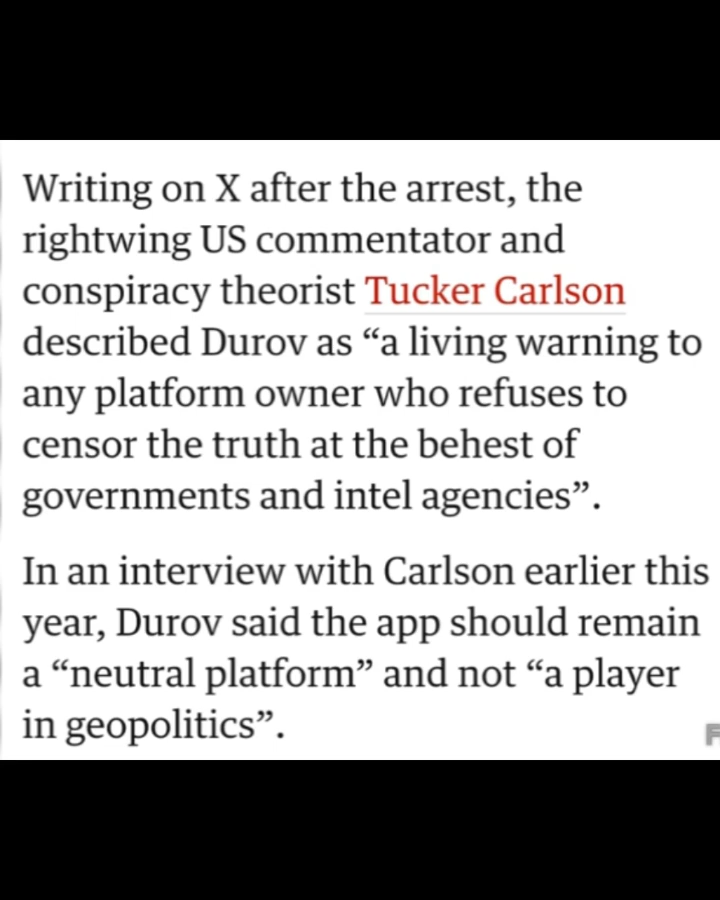 Writing on X after the arrest, the
rightwing US commentator and
conspiracy theorist Tucker Carlson
described Durov as “a living warning to
any platform owner who refuses to
censor the truth at the behest of
governments and intel agencies”.
In an interview with Carlson earlier this
year, Durov said the app should remain
a “neutral platform” and not “a player
in geopolitics”.